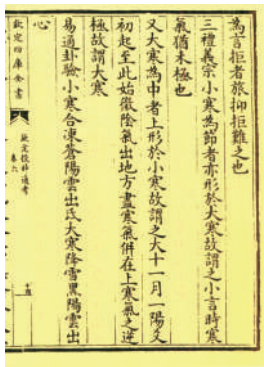 為言拒者旅抑拒難之也
三禮義宗小寒為節者亦形於大寒故謂之小言時寒
氣猶未極也
又大寒為中者上形於小寒故謂之大十一月一陽爻
初起至此始徹陰氣出地方盡寒氣併在上寒氣之逆
極故謂大寒
易通卦驗小寒合凍蒼陽雲出氐大寒降雪黑陽雲出
心
欽定四庫全書
欽定授時通考
卷六